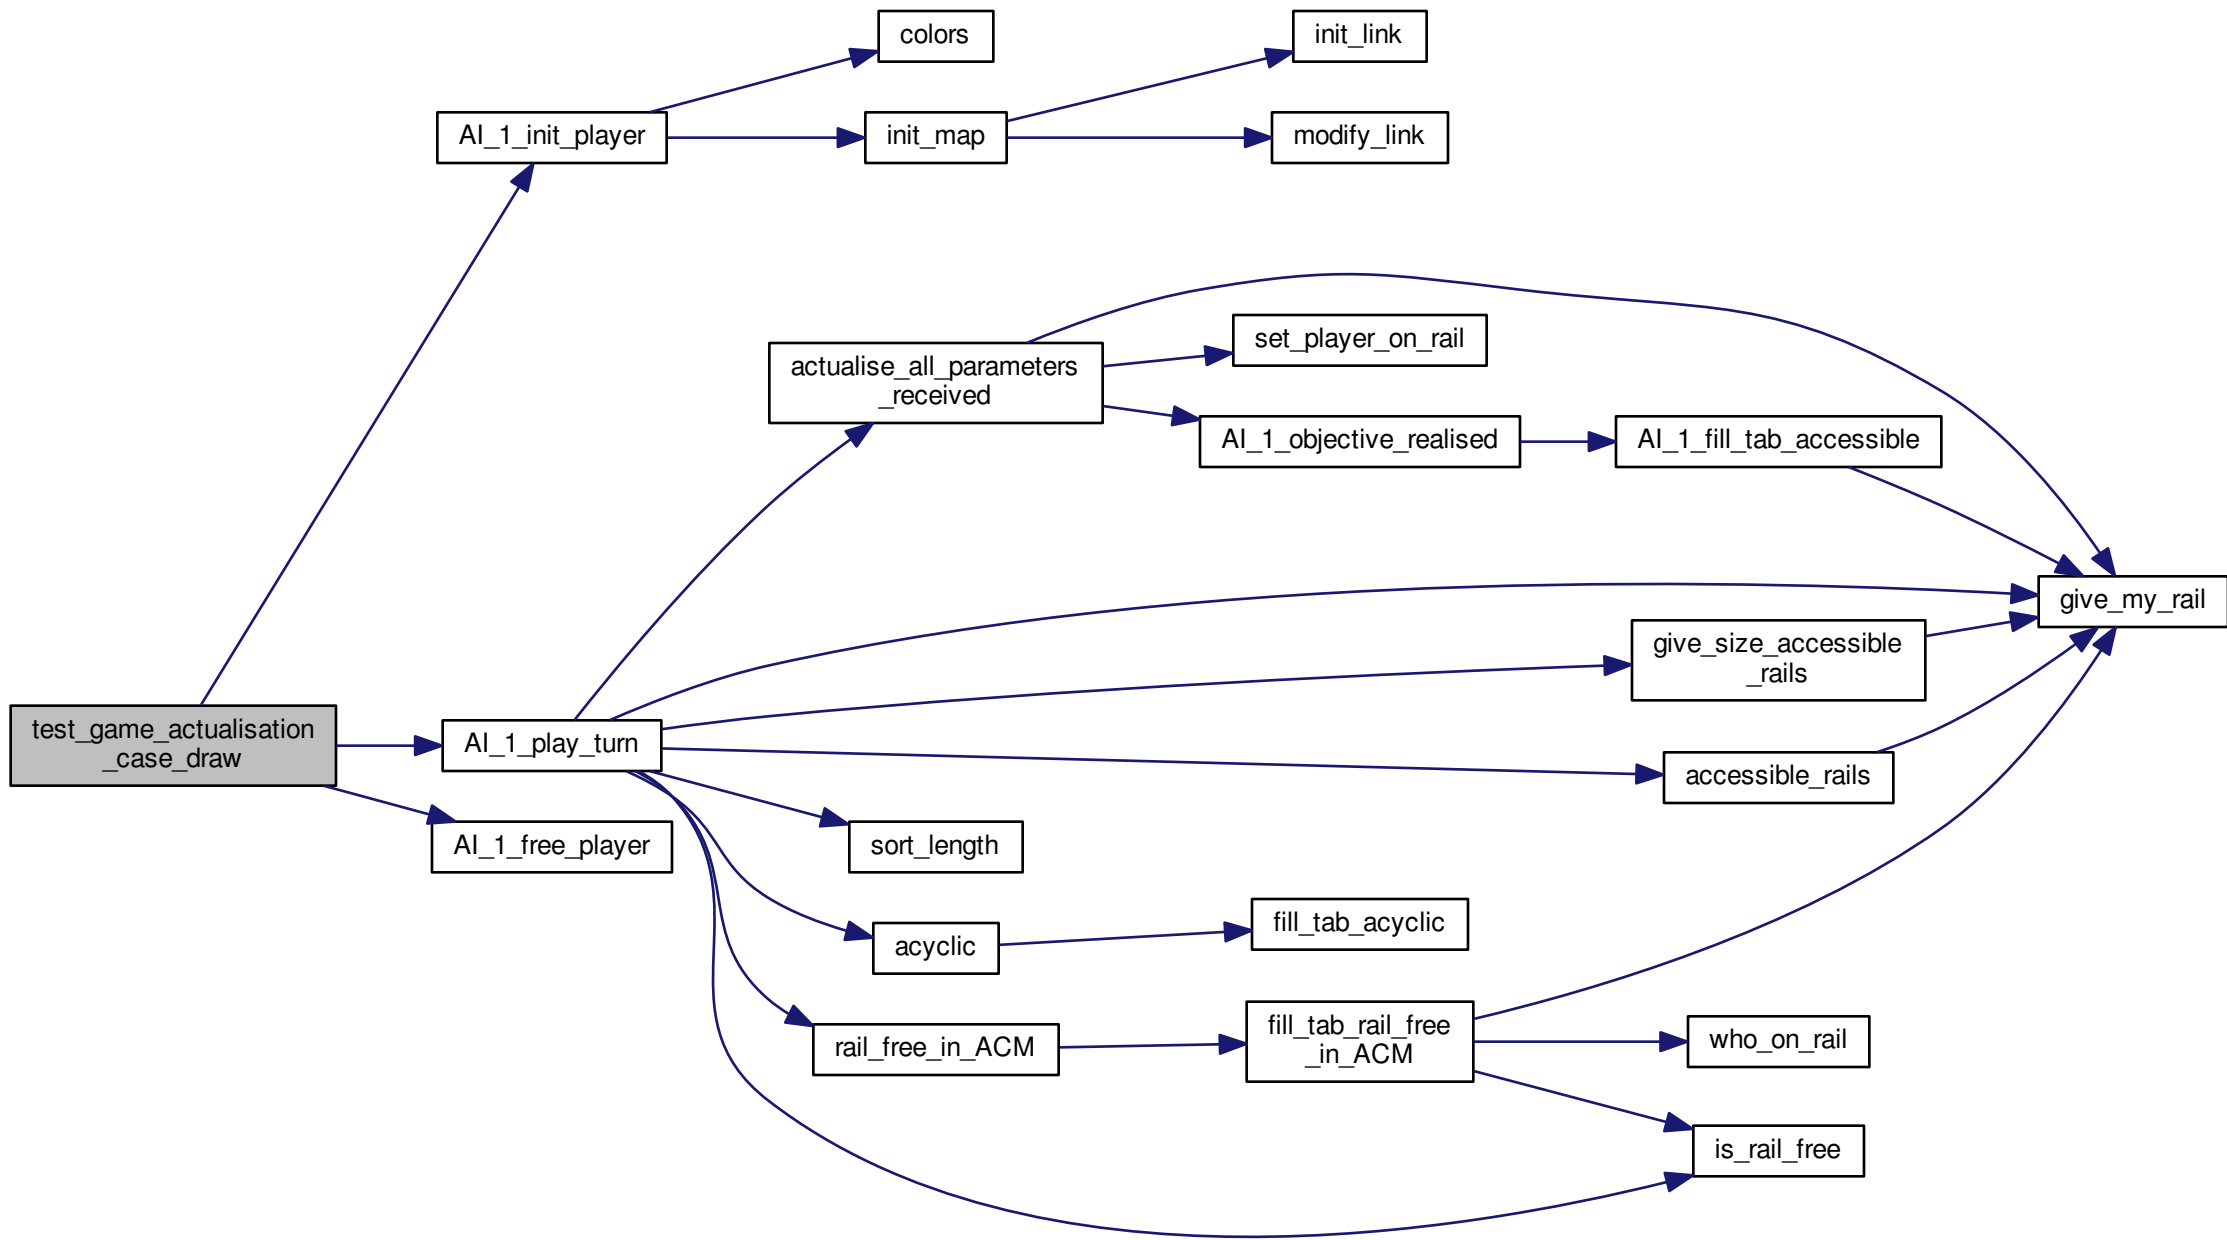 colors
init_link
AI_1_init_player
init_map
modify_link
set_player_on_rail
actualise_all_parameters
_received
AI_1_objective_realised
AI_1_fill_tab_accessible
give_my_rail
give_size_accessible
_rails
test_game_actualisation
_case_draw
AI_1_play_turn
accessible_rails
AI_1_free_player
sort_length
fill_tab_acyclic
acyclic
rail_free_in_ACM
fill_tab_rail_free
_in_ACM
who_on_rail
is_rail_free